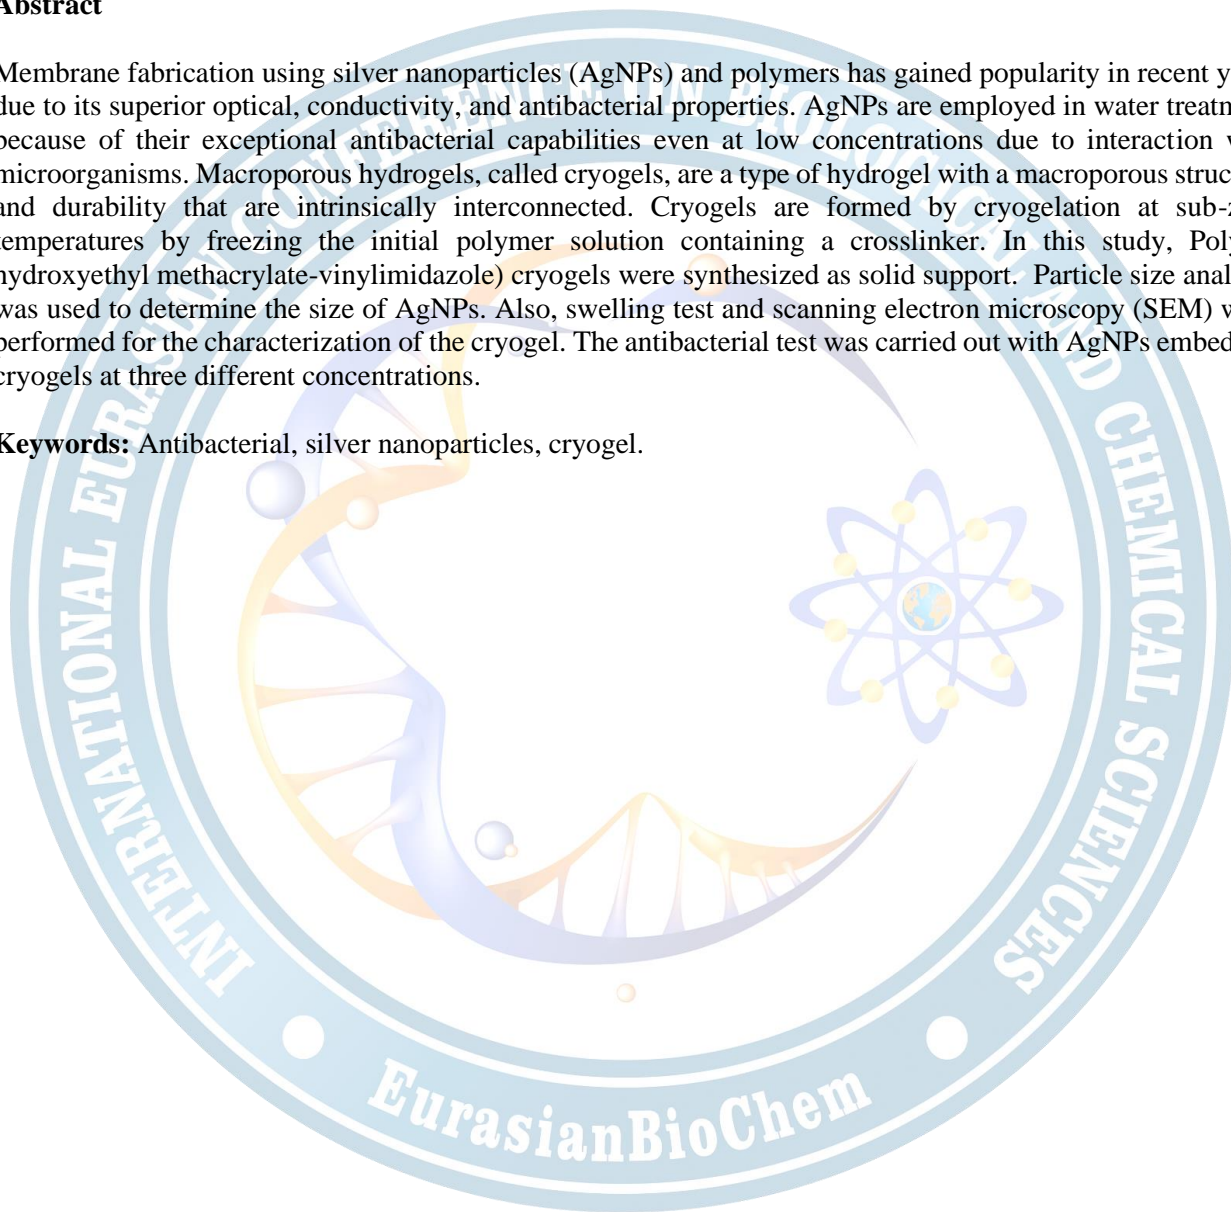 Abstract
Membrane fabrication using silver nanoparticles (AgNPs) and polymers has gained popularity in recent y
due to its superior optical, conductivity, and antibacterial properties. AgNPs are employed in water treatm
because of their exceptional antibacterial capabilities even at low concentrations due to interaction w
microorganisms. Macroporous hydrogels, called cryogels, are a type of hydrogel with a macroporous struc
and durability that are intrinsically interconnected. Cryogels are formed by cryogelation at sub-z
temperatures by freezing the initial polymer solution containing a crosslinker. In this study, Poly
hydroxyethyl methacrylate-vinylimidazole) cryogels were synthesized as solid support. Particle size anal
was used to determine the size of AgNPs. Also, swelling test and scanning electron microscopy (SEM) w
performed for the characterization of the cryogel. The antibacterial test was carried out with AgNPs embed
cryogels at three different concentrations.
Keywords: Antibacterial, silver nanoparticles, cryogel.
INTERNATIONAL EURASIAN CONFERENCE ON BIOLOGICAL AND CHEMICAL SCIENCES
EurasianBioChem